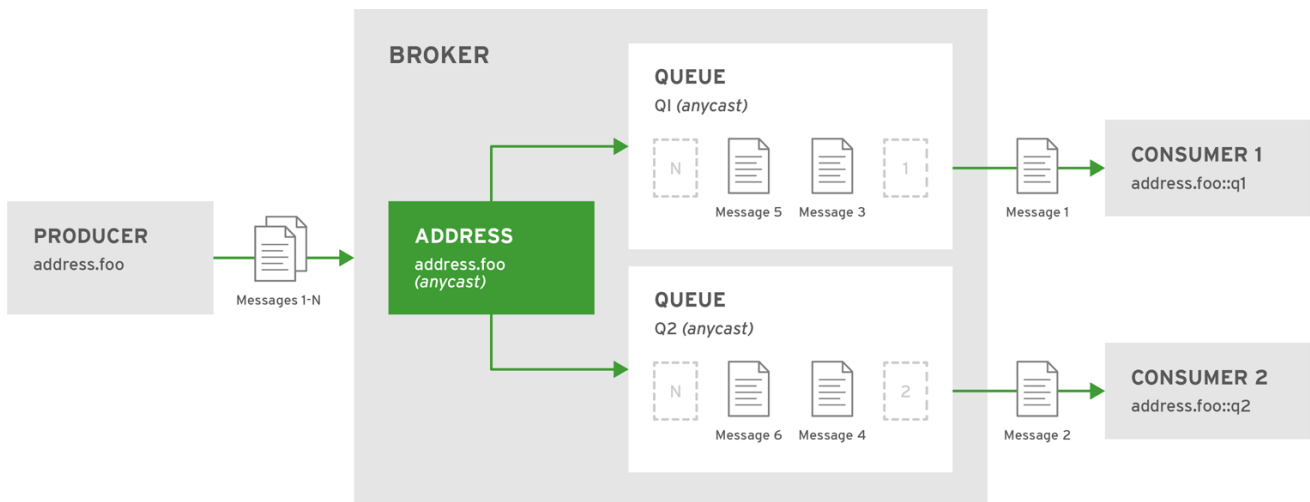 BROKER
PRODUCER
address.foo
Messages 1-N
ADDRESS
address.foo
(anycast)
QUEUE
Q1 (anycast)
N
1
Message 5
Message 3
QUEUE
Q2 (anycast)
N
2
Message 6
Message 4
Message 1
CONSUMER 1
address.foo::q1
Message 2
CONSUMER 2
address.foo::q2